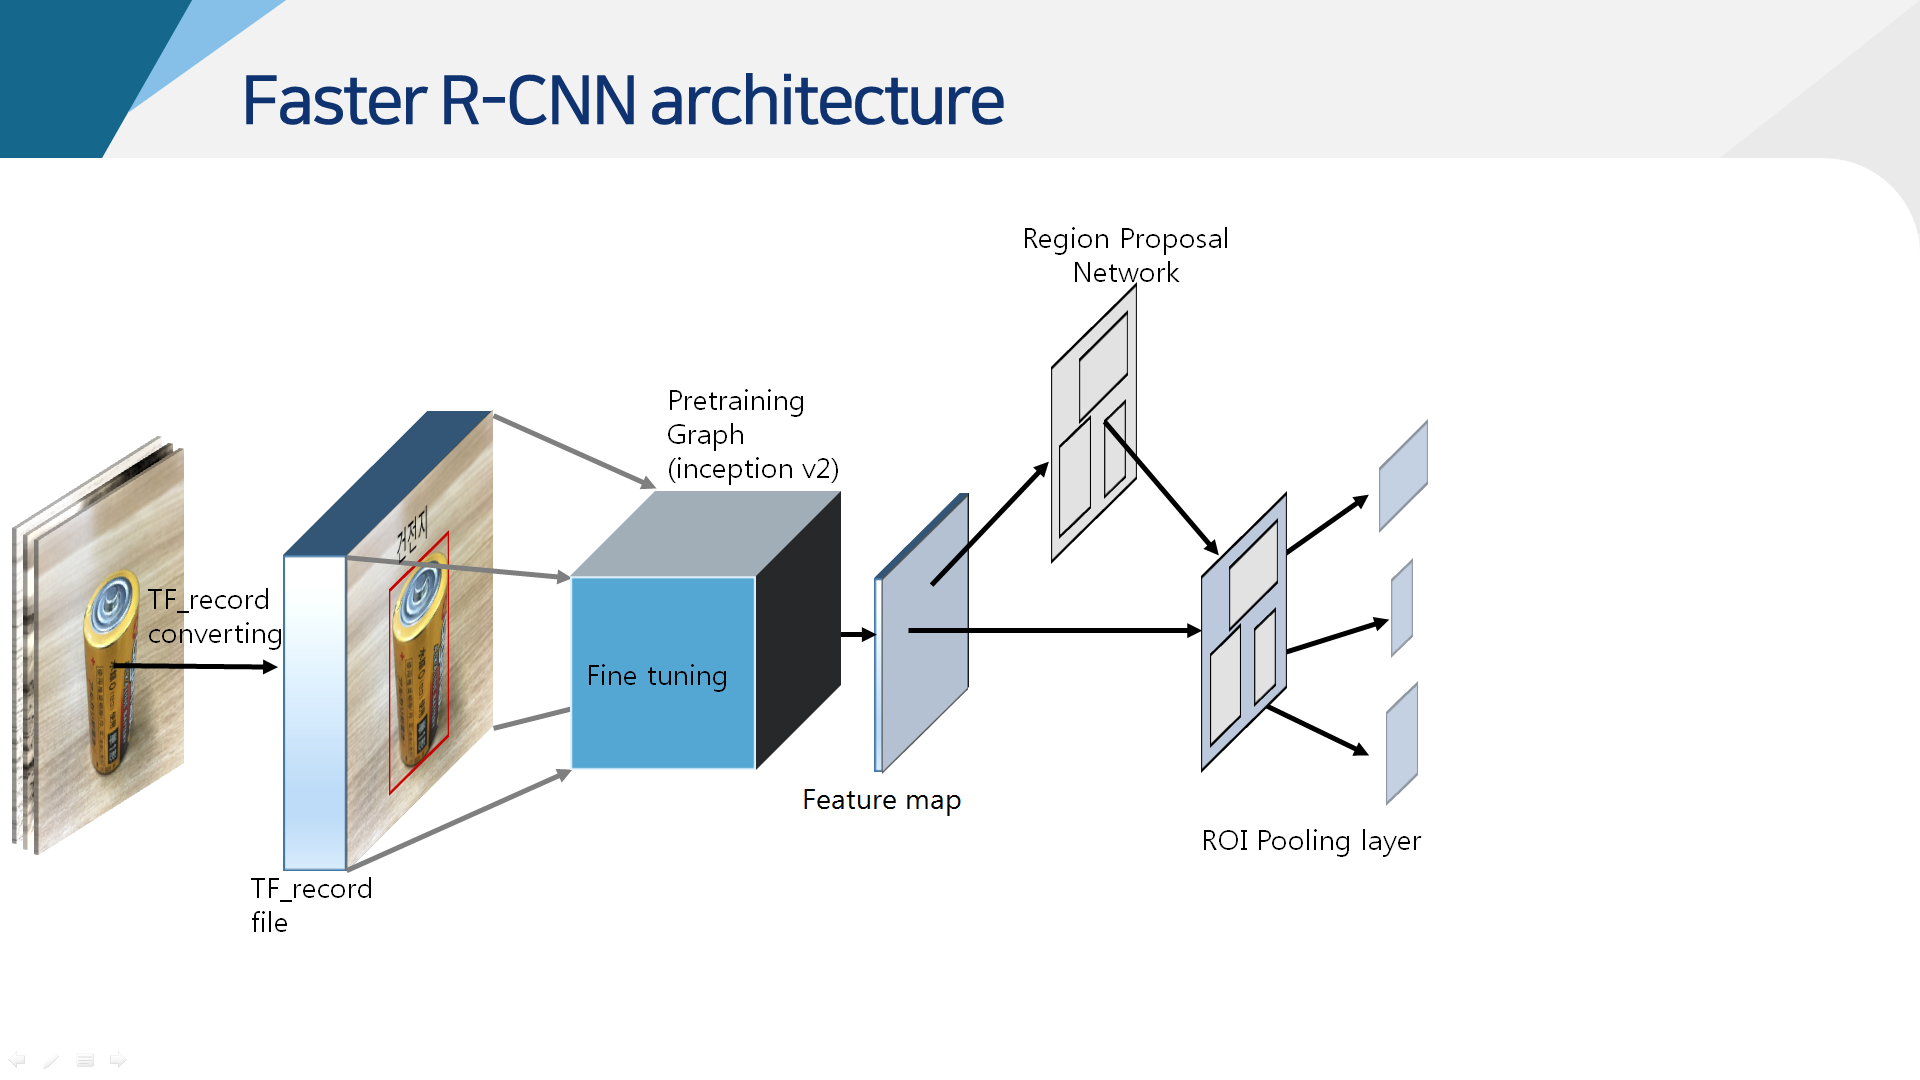 Faster R-CNN architecture
Region Proposal
Network
Pretraining
Graph
(inception v2)
건전지
TF_record
converting
Fine tuning
Feature map
ROI Pooling layer
TF_record
file